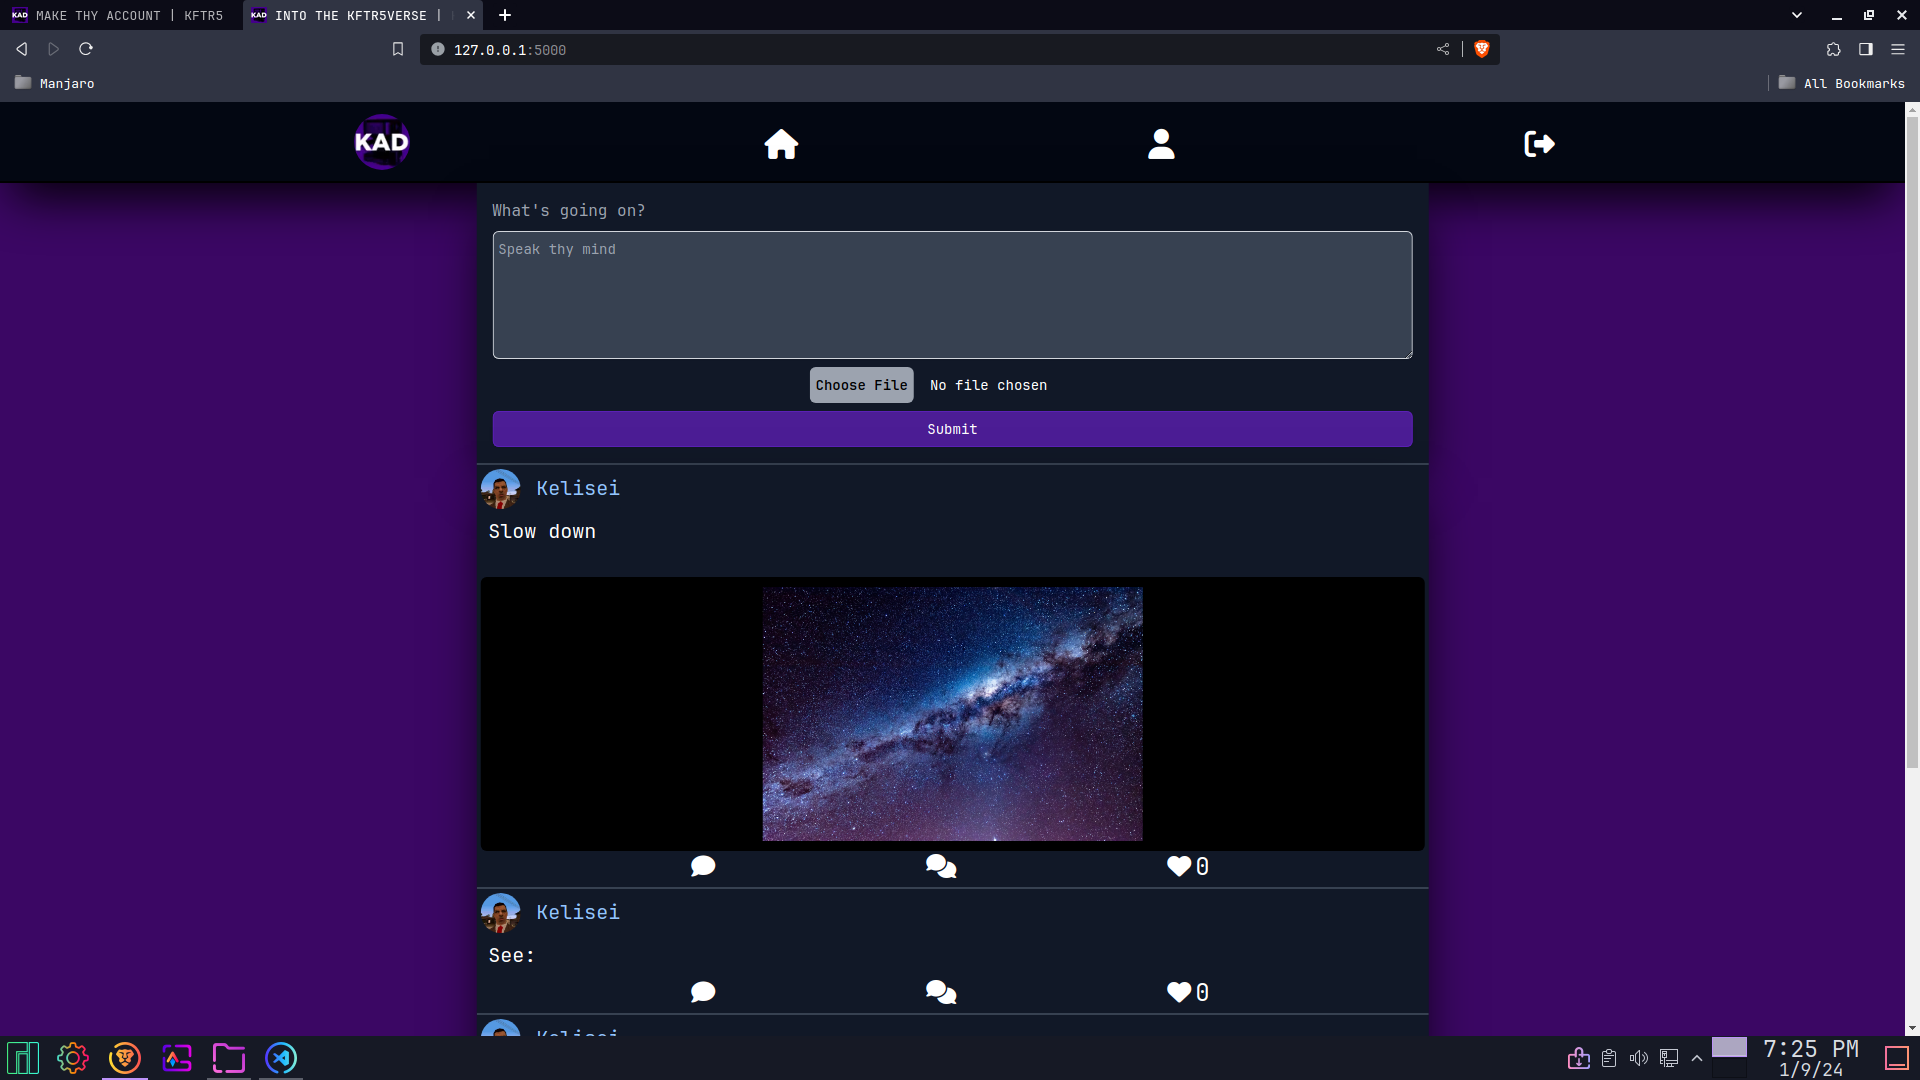 KAD MAKE THY ACCOUNT | KFTR5
KAD INTO THE KFTR5VERSE |
127.0.0.1:5000
Manjaro
All Bookmarks
KAD
What's going on?
Speak thy mind
Choose File No file chosen
Submit
Kelisei
Slow down
0
Kelisei
See:
0
Kelisei
7:25 PM
1/9/24